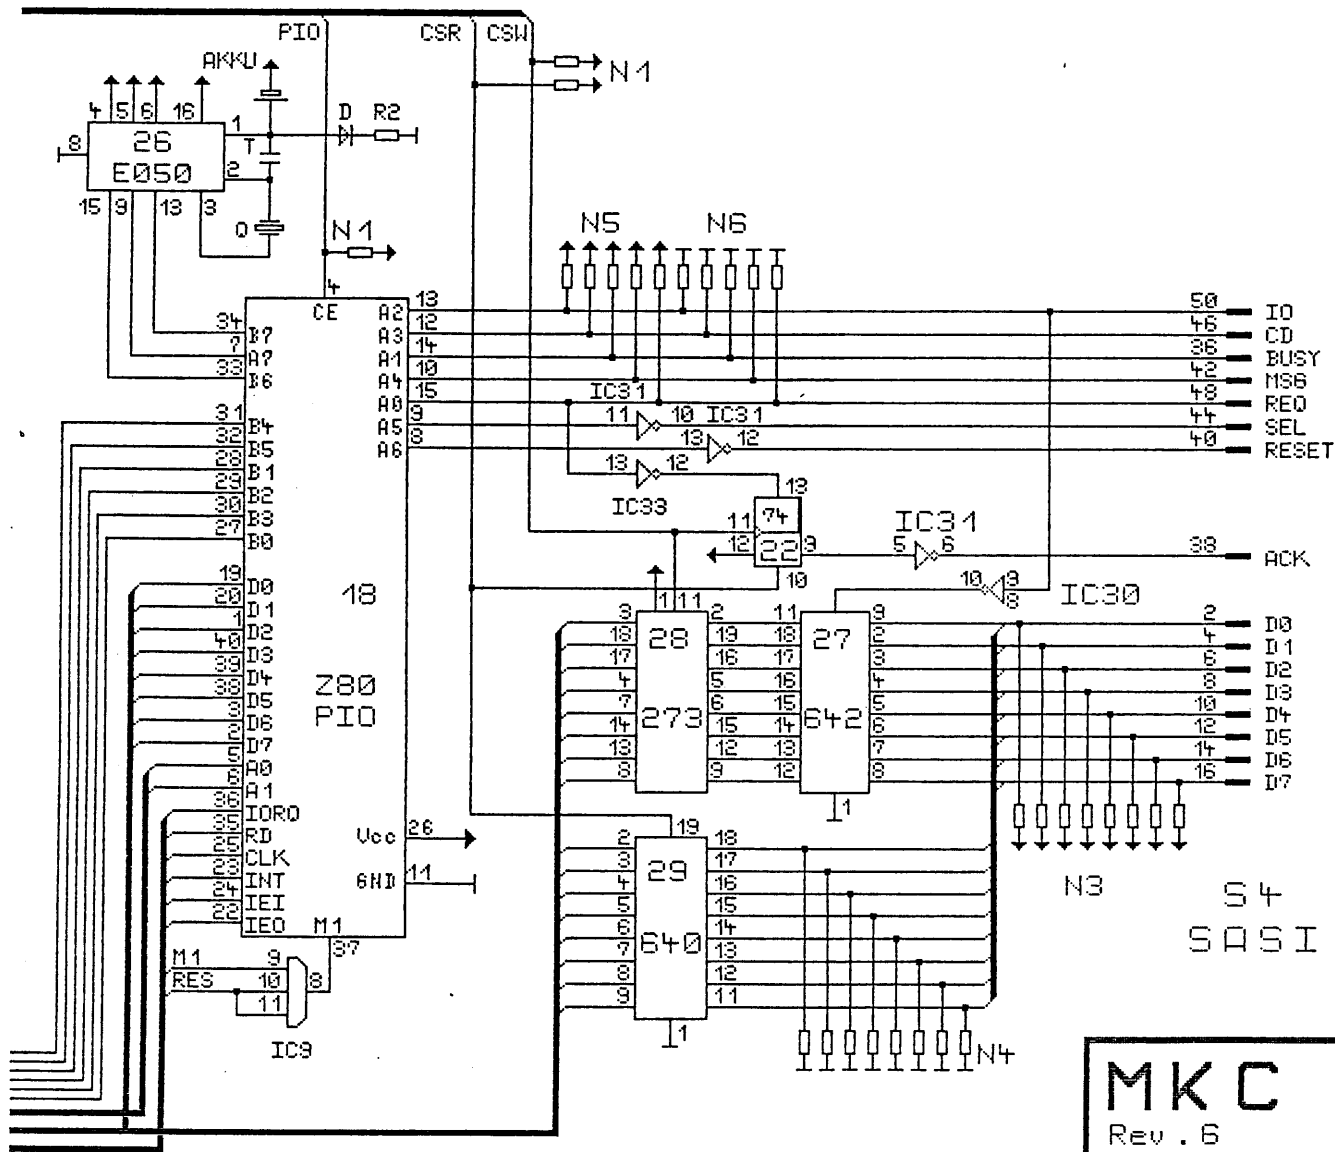 PIO CSR CSW
AKKU N1
4 5 6 16 D R2
8 26 1 T
E050 2
15 9 13 3 Q N1 N5 N6
4
CE A2 13 50 IO
34 B7 A3 12 46 CD
7 A7 A1 14 36 BUSY
33 B6 A4 10 42 MSG
A0 15 IC31 48 REQ
31 B4 A5 9 11 10 IC31 44 SEL
32 B5 A6 8 13 12 40 RESET
28 B1 13 12
29 B2 IC33 13
30 B3 11 74 IC31
27 B0 12 22 9 5 6 38 ACK
10
19 D0 18 10 9 8 IC30
20 D1 1 11
1 D2 3 28 2 11 27 9 2 D0
40 D3 18 19 18 2 4 D1
39 D4 Z80 17 16 17 3 6 D2
38 D5 PIO 4 5 16 4 8 D3
3 D6 7 273 6 15 642 5 10 D4
2 D7 14 15 14 6 12 D5
5 A0 13 12 13 7 14 D6
6 A1 8 9 12 8 16 D7
36 IORQ 1
35 RD Vcc 26 19
25 CLK 2 29 18
23 INT GND 11 3 17
24 IEI 4 16 N3
22 IEO 5 15 S4
M1 37 6 640 14 SASI
M1 9 7 13
RES 10 8 8 12
11 9 11
IC9 1 N4
MKC
Rev. 6